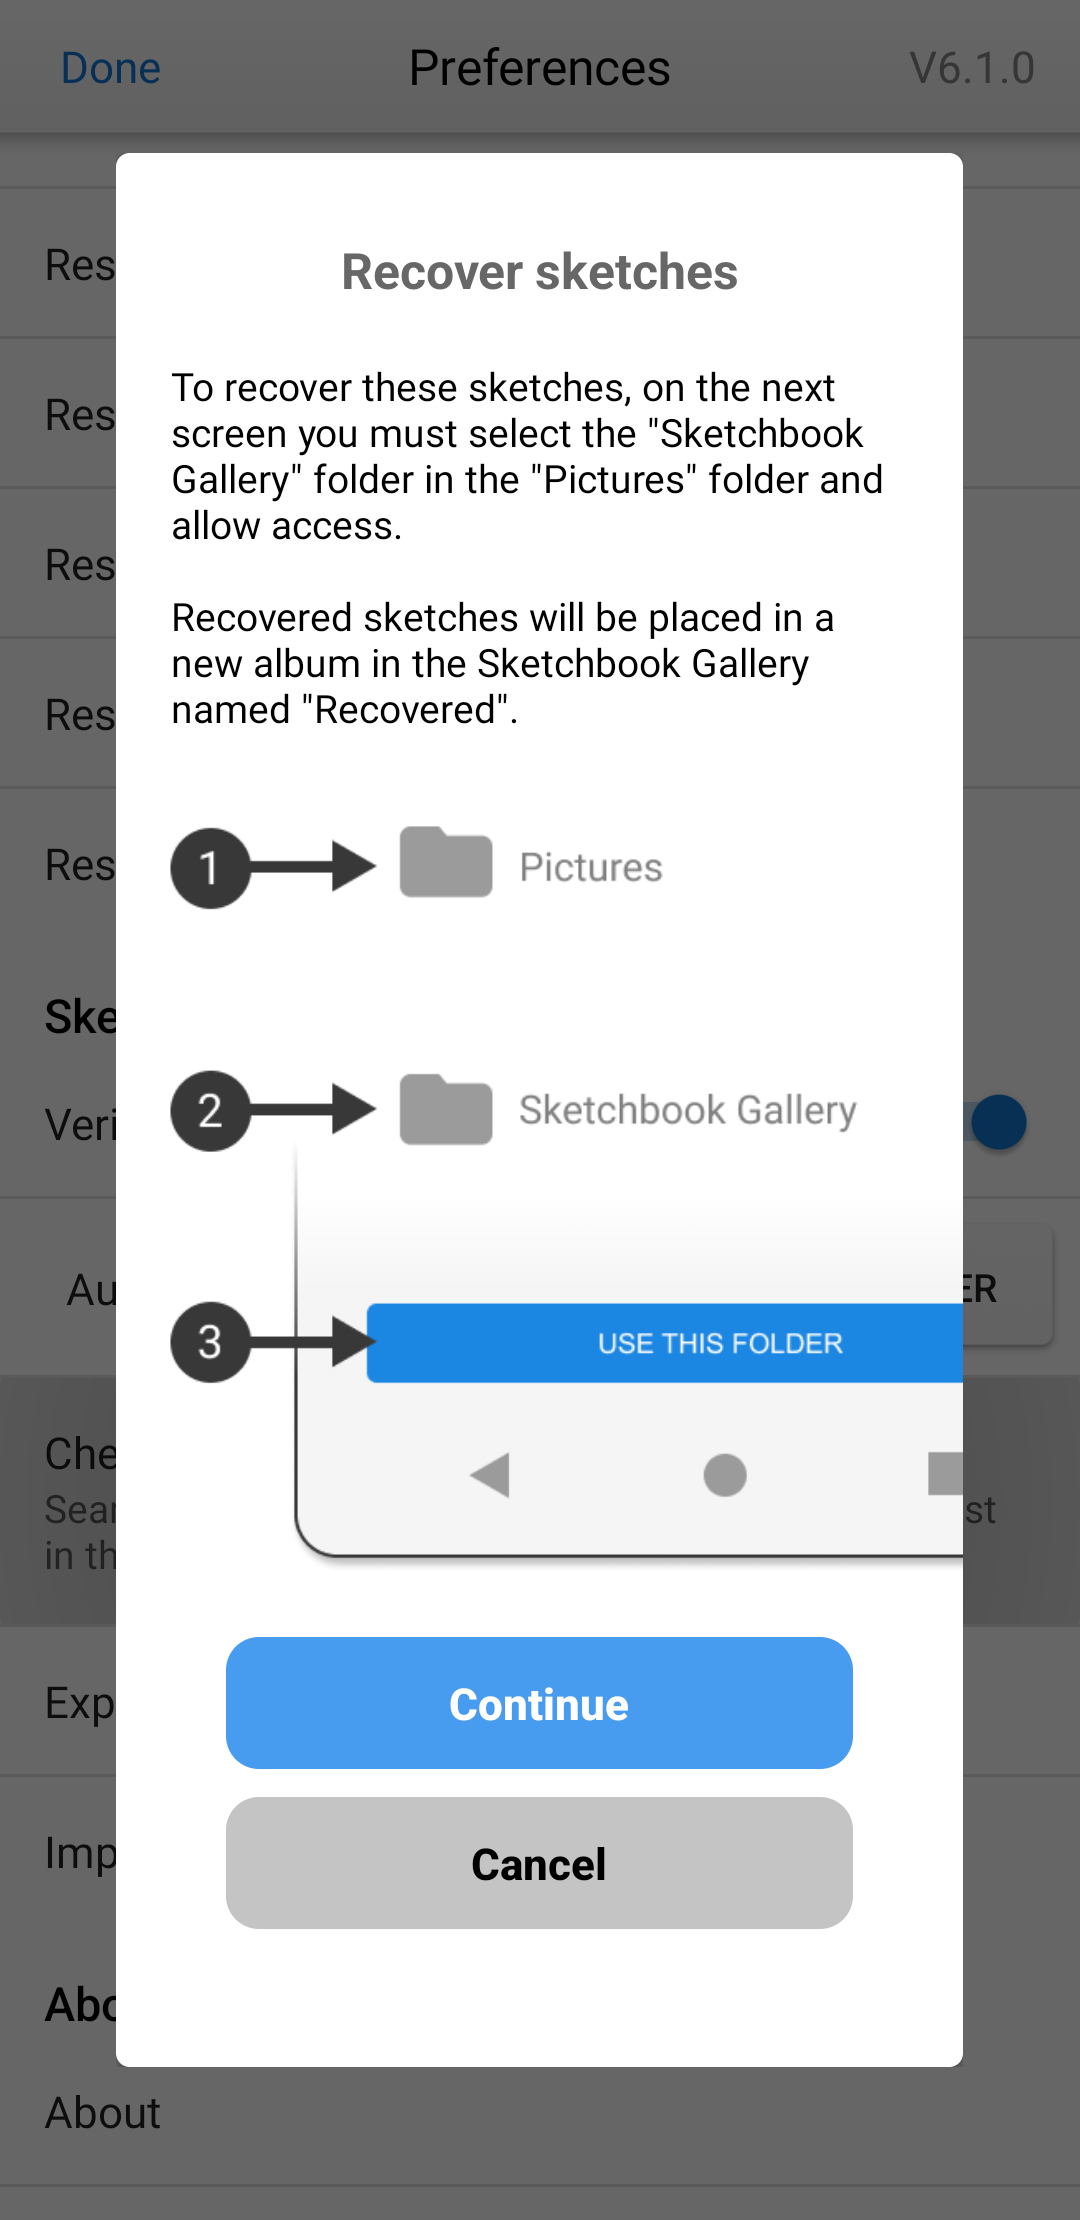 Done Preferences V6.1.0
Recover sketches
To recover these sketches, on the next
screen you must select the "Sketchbook
Gallery" folder in the "Pictures" folder and
allow access.
Recovered sketches will be placed in a
new album in the Sketchbook Gallery
named "Recovered".
1 Pictures
2 Sketchbook Gallery
3 USE THIS FOLDER
Continue
Cancel
Res
Res
Res
Res
Res
Ske
Veri
Au ER
Che
Sear st
in th
Exp
Imp
Abo
About